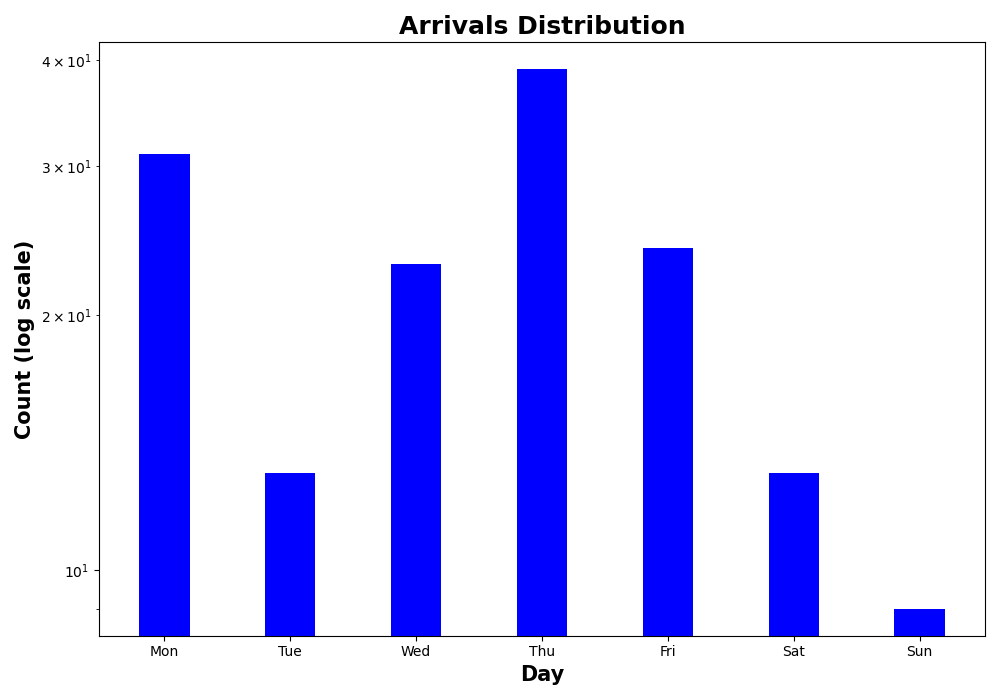 Arrivals Distribution
Count (log scale)
4 × 10¹
3 × 10¹
2 × 10¹
10¹
Mon Tue Wed Thu Fri Sat Sun
Day